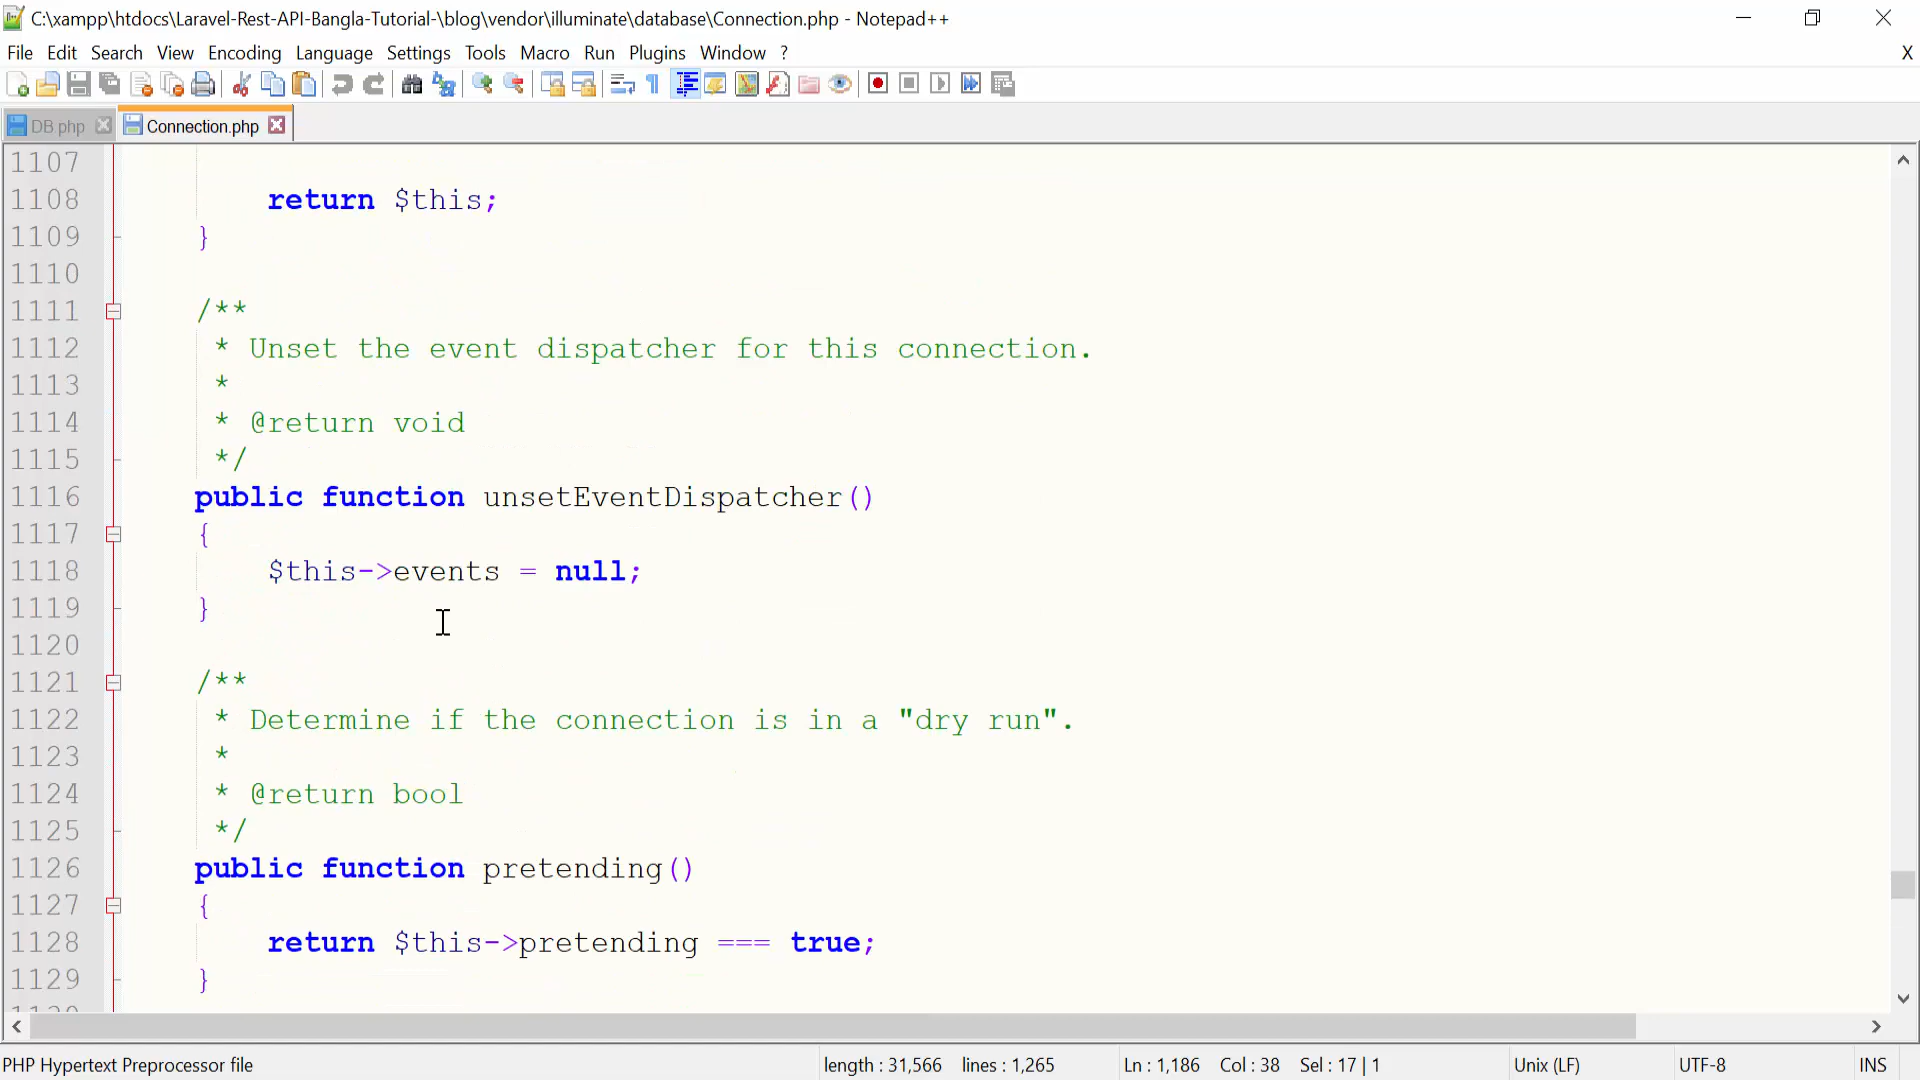 C:\xampp\htdocs\Laravel-Rest-API-Bangla-Tutorial-\blog\vendor\illuminate\database\Connection.php - Notepad++
File Edit Search View Encoding Language Settings Tools Macro Run Plugins Window ? X
DB.php Connection.php
1107
1108 return $this;
1109 }
1110
1111 /**
1112 * Unset the event dispatcher for this connection.
1113 *
1114 * @return void
1115 */
1116 public function unsetEventDispatcher()
1117 {
1118 $this->events = null;
1119 }
1120
1121 /**
1122 * Determine if the connection is in a "dry run".
1123 *
1124 * @return bool
1125 */
1126 public function pretending()
1127 {
1128 return $this->pretending === true;
1129 }
PHP Hypertext Preprocessor file length : 31,566 lines : 1,265 Ln : 1,186 Col : 38 Sel : 17 | 1 Unix (LF) UTF-8 INS